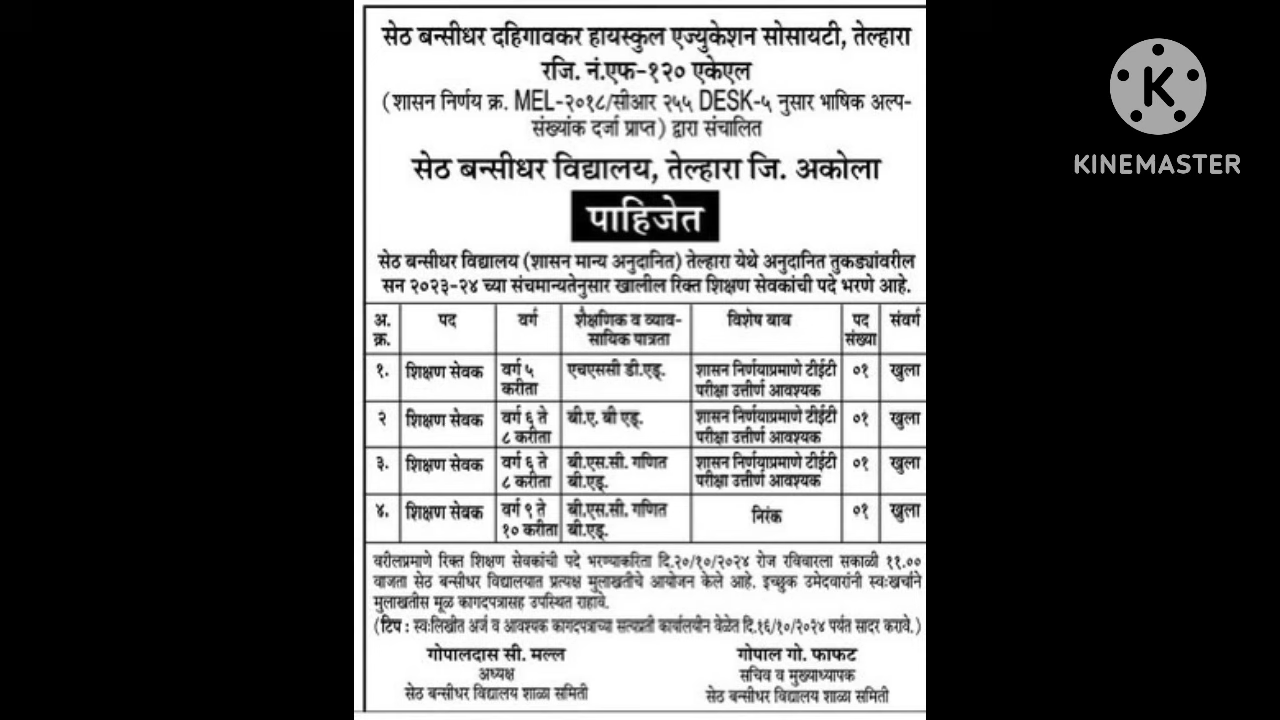 सेठ बन्सीधर दहिगावकर हायस्कुल एज्युकेशन सोसायटी, तेल्हारा
रजि. नं.एफ-१२० एकेएल
(शासन निर्णय क्र. MEL-२०१८/सीआर २५५ DESK-५ नुसार भाषिक अल्प-
संख्यांक दर्जा प्राप्त) द्वारा संचालित
सेठ बन्सीधर विद्यालय, तेल्हारा जि. अकोला
पाहिजेत
सेठ बन्सीधर विद्यालय (शासन मान्य अनुदानित) तेल्हारा येथे अनुदानित तुकड्यांवरील
सन २०२३-२४ च्या संचमान्यतेनुसार खालील रिक्त शिक्षण सेवकांची पदे भरणे आहे.
अ. पद वर्ग शैक्षणिक व व्याव- विशेष बाब पद संवर्ग
क्र. सायिक पात्रता संख्या
१. शिक्षण सेवक वर्ग ५ एचएससी डी.एड्. शासन निर्णयाप्रमाणे टीईटी ०१ खुला
करीता परीक्षा उत्तीर्ण आवश्यक
२ शिक्षण सेवक वर्ग ६ ते बी.ए. बी एड्. शासन निर्णयाप्रमाणे टीईटी ०१ खुला
८ करीता परीक्षा उत्तीर्ण आवश्यक
३. शिक्षण सेवक वर्ग ६ ते बी.एस.सी. गणित शासन निर्णयाप्रमाणे टीईटी ०१ खुला
८ करीता बी.एड्. परीक्षा उत्तीर्ण आवश्यक
४. शिक्षण सेवक वर्ग ९ ते बी.एस.सी. गणित निरंक ०१ खुला
१० करीता बी.एड्.
वरीलप्रमाणे रिक्त शिक्षण सेवकांची पदे भरण्याकरिता दि.२०/१०/२०२४ रोज रविवारला सकाळी ११.००
वाजता सेठ बन्सीधर विद्यालयात प्रत्यक्ष मुलाखतीचे आयोजन केले आहे. इच्छुक उमेदवारांनी स्वःखर्चाने
मुलाखतीस मूळ कागदपत्रासह उपस्थित राहावे.
(टिप : स्वःलिखीत अर्ज व आवश्यक कागदपत्राच्या सत्यप्रती कार्यालयीन वेळेत दि.१६/१०/२०२४ पर्यत सादर करावे.)
गोपालदास सी. मल्ल गोपाल गो. फाफट
अध्यक्ष सचिव व मुख्याध्यापक
सेठ बन्सीधर विद्यालय शाळा समिती सेठ बन्सीधर विद्यालय शाळा समिती
K
KINEMASTER